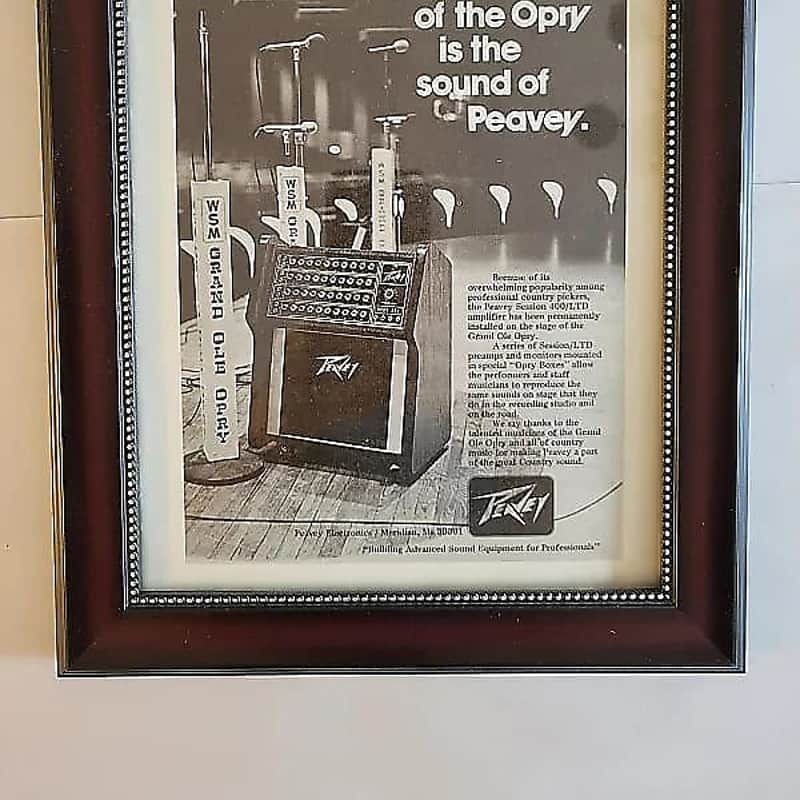 of the Opry
is the
sound of
Peavey.
WSM GRAND OLE OPRY
WSM GR
PEAVEY
PEAVEY
Because of its
overwhelming popularity among
professional country pickers,
the Peavey Session 400/LTD
amplifier has been permanently
installed on the stage of the
Grand Ole Opry.
A series of Session/LTD
preamps and monitors mounted
in special "Opry Boxes" allow
the performers and staff
musicians to reproduce the
same sounds on stage that they
do in the recording studio and
on the road.
We say thanks to the
talented musicians of the Grand
Ole Opry and all of country
music for making Peavey a part
of the great Country sound.
PEAVEY
Peavey Electronics / Meridian, Ms. 39301
"Building Advanced Sound Equipment for Professionals"